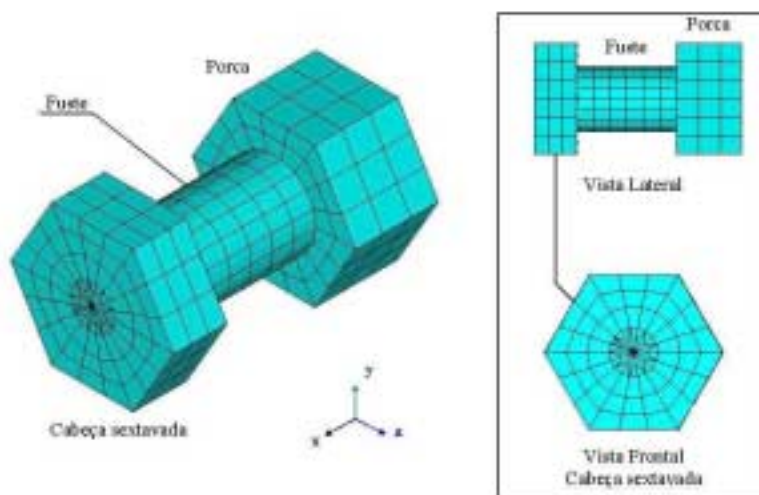 Porca
Fuste
Cabeça sextavada
y
x
z
Porca
Fuste
Vista Lateral
Vista Frontal
Cabeça sextavada